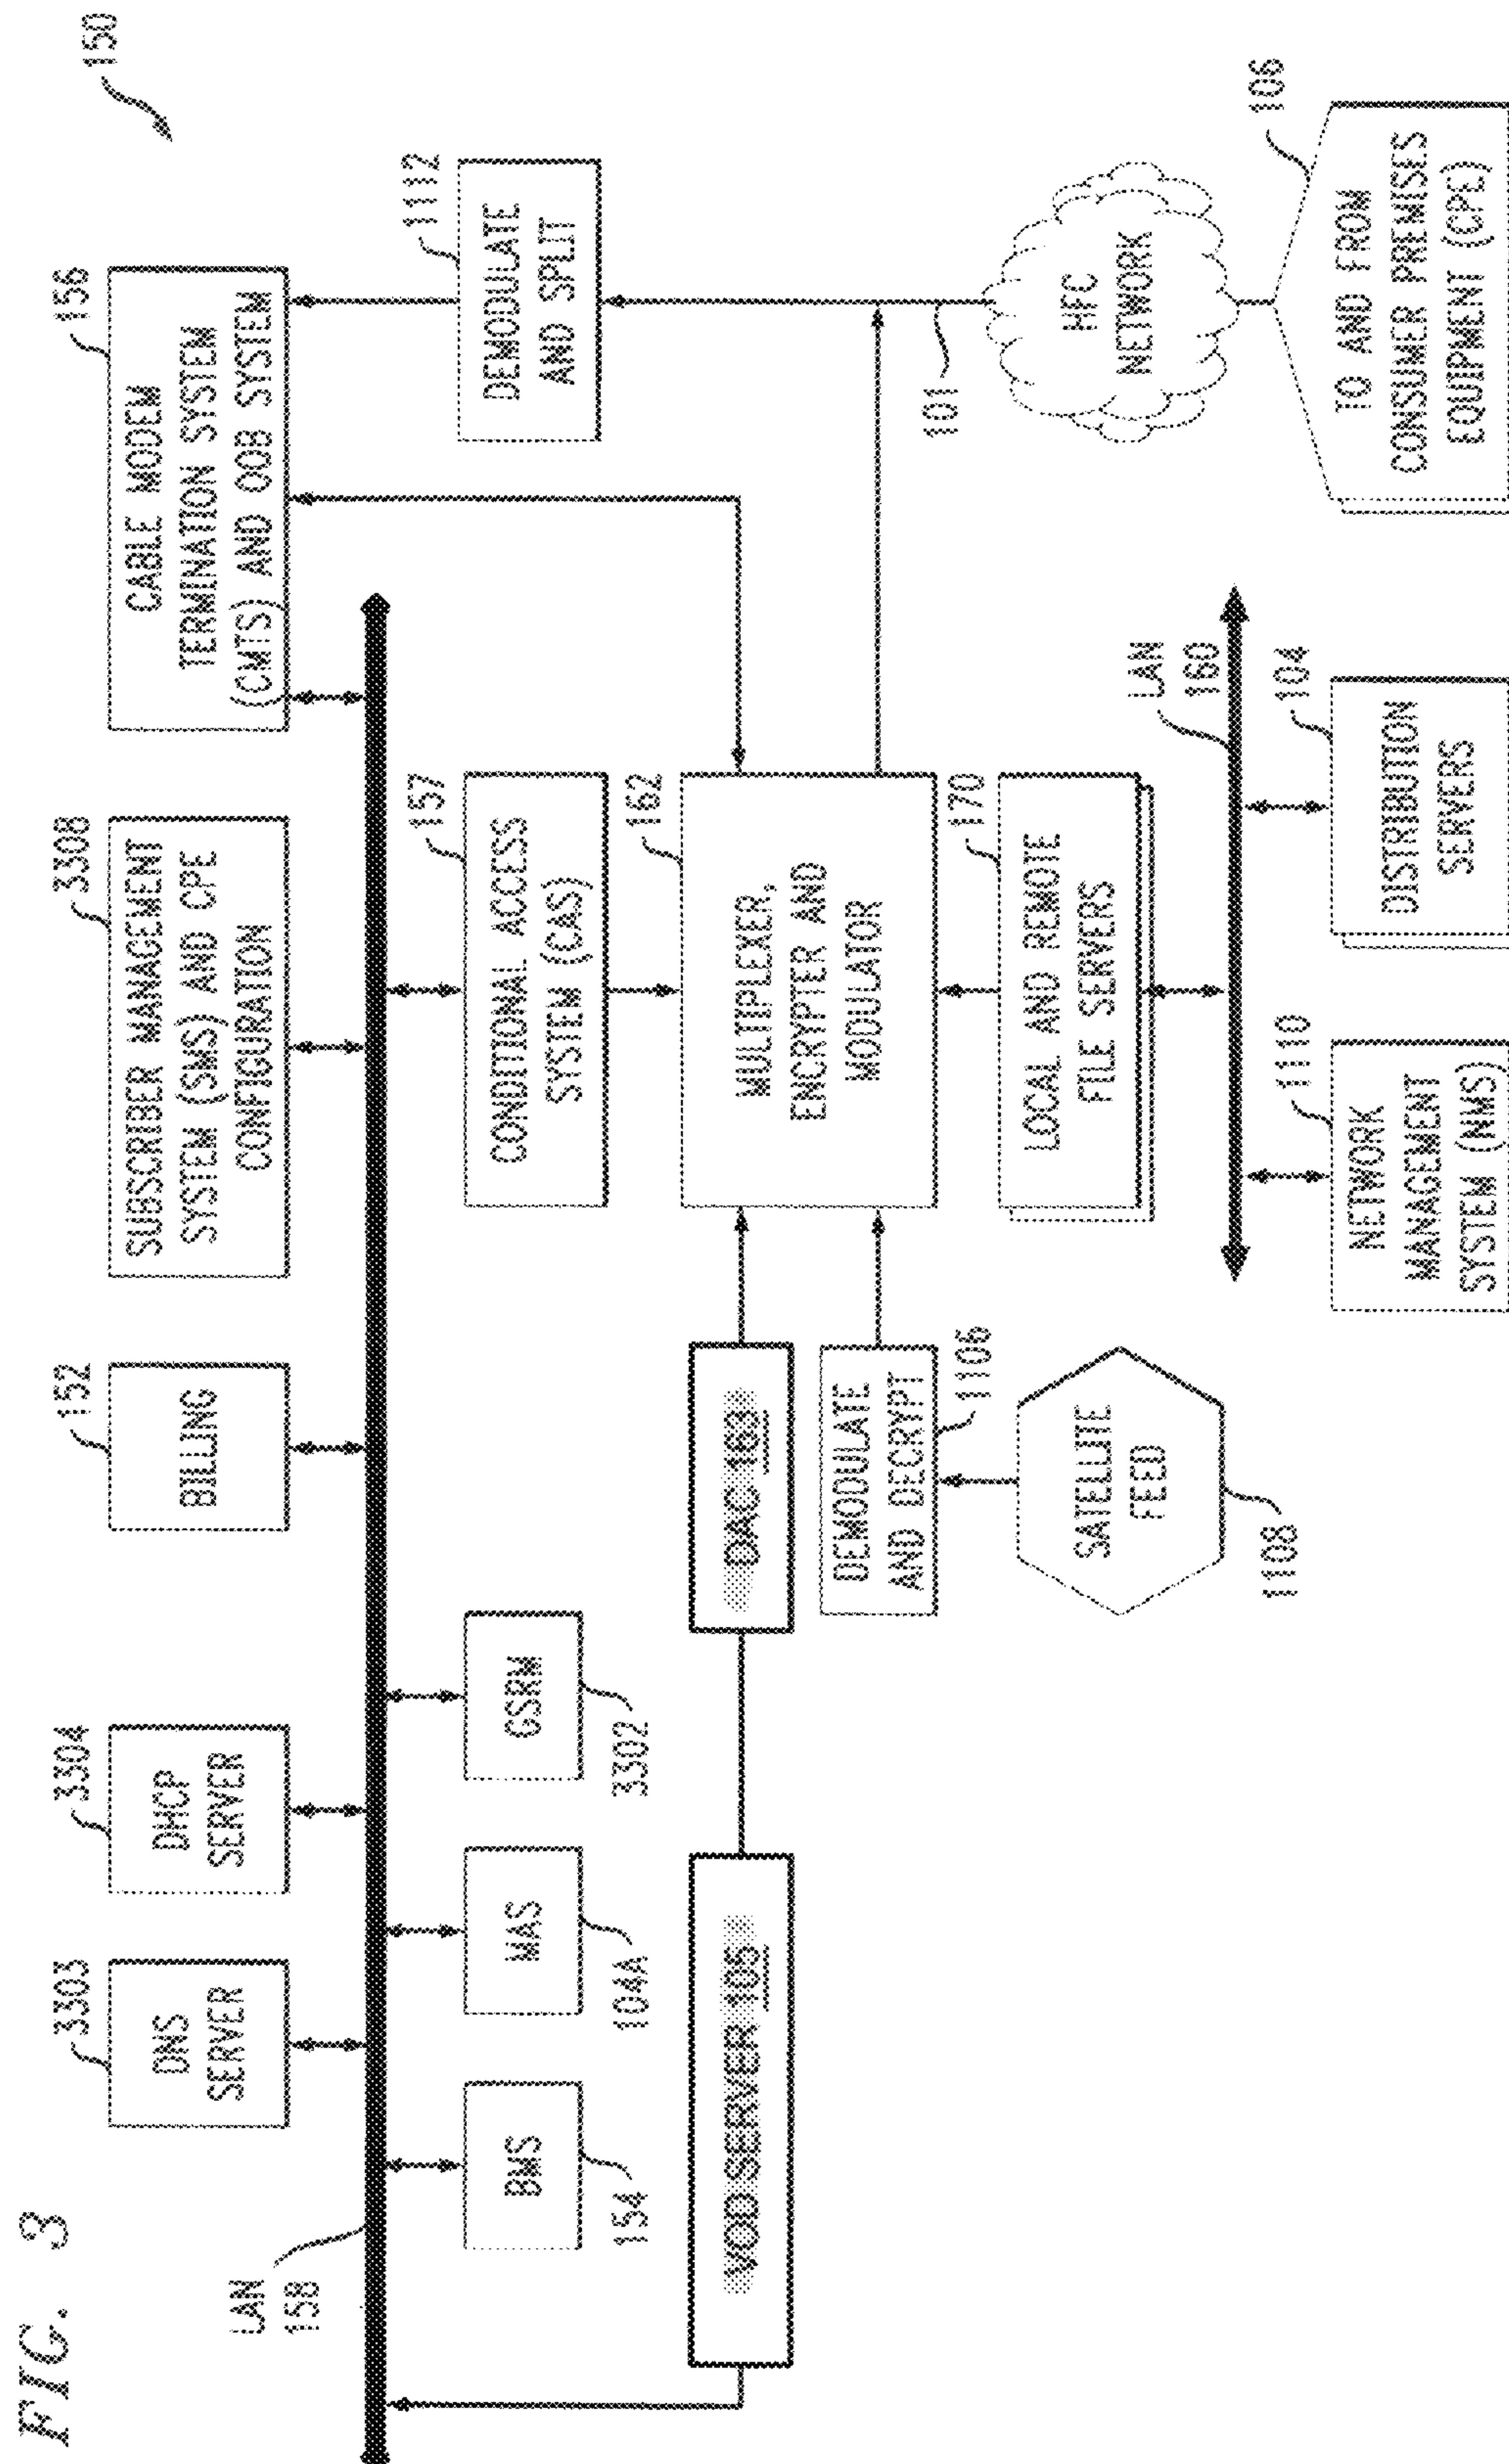 FIG. 3
150
3303
DNS
SERVER
3304
DHCP
SERVER
152
BILLING
3308
SUBSCRIBER MANAGEMENT
SYSTEM (SMS) AND CPE
CONFIGURATION
156
CABLE MODEM
TERMINATION SYSTEM
(CMTS) AND OOB SYSTEM
LAN
158
BMS
154
MAS
104A
GSRM
3302
157
CONDITIONAL ACCESS
SYSTEM (CAS)
1112
DEMODULATE
AND SPLIT
VOD SERVER 105
DAC 163
162
MULTIPLEXER,
ENCRYPTER AND
MODULATOR
DEMODULATE
AND DECRYPT
1106
SATELLITE
FEED
1108
170
LOCAL AND REMOTE
FILE SERVERS
101
HFC
NETWORK
LAN
160
1110
NETWORK
MANAGEMENT
SYSTEM (NMS)
104
DISTRIBUTION
SERVERS
106
TO AND FROM
CONSUMER PREMISES
EQUIPMENT (CPE)